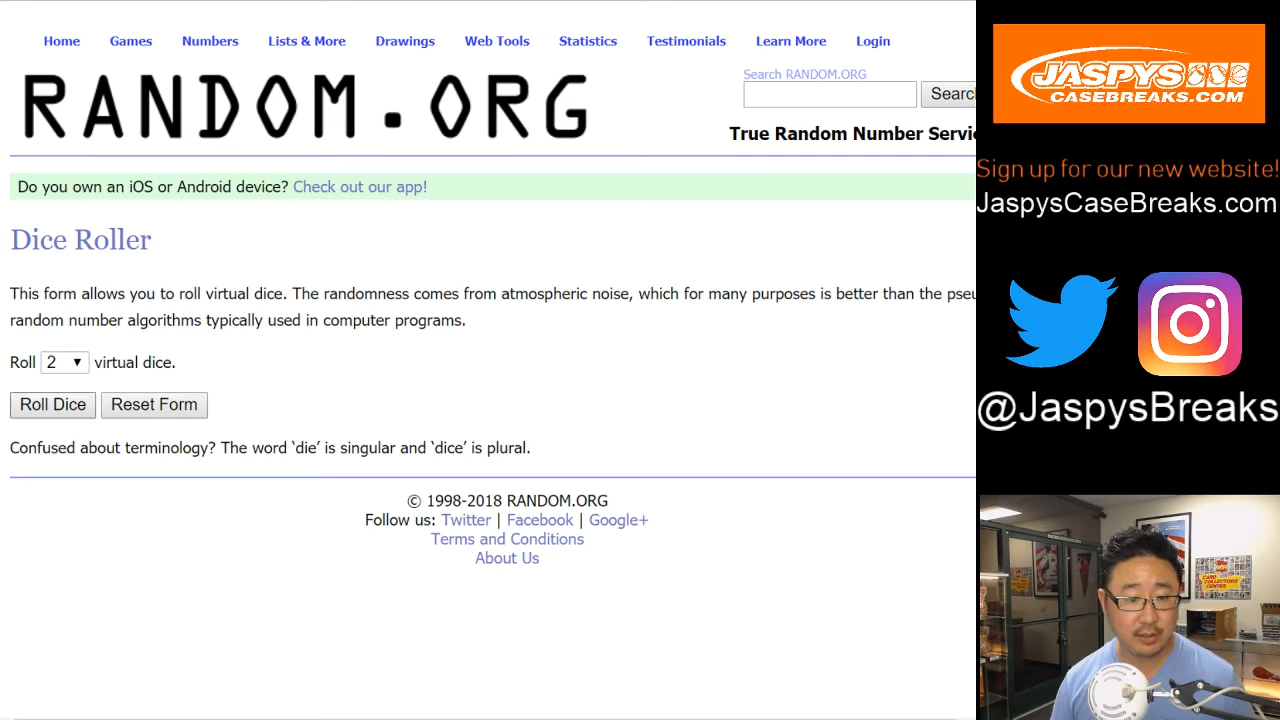 Home Games Numbers Lists & More Drawings Web Tools Statistics Testimonials Learn More Login
RANDOM.ORG
Search RANDOM.ORG
True Random Number Servi
Do you own an iOS or Android device? Check out our app!
Dice Roller
This form allows you to roll virtual dice. The randomness comes from atmospheric noise, which for many purposes is better than the pseu
random number algorithms typically used in computer programs.
Roll 2 virtual dice.
Roll Dice Reset Form
Confused about terminology? The word ‘die’ is singular and ‘dice’ is plural.
© 1998-2018 RANDOM.ORG
Follow us: Twitter | Facebook | Google+
Terms and Conditions
About Us
JASPYS
CASEBREAKS.COM
Sign up for our new website!
JaspysCaseBreaks.com
@JaspysBreaks
Topps
CARD
COLLECTORS
CENTER